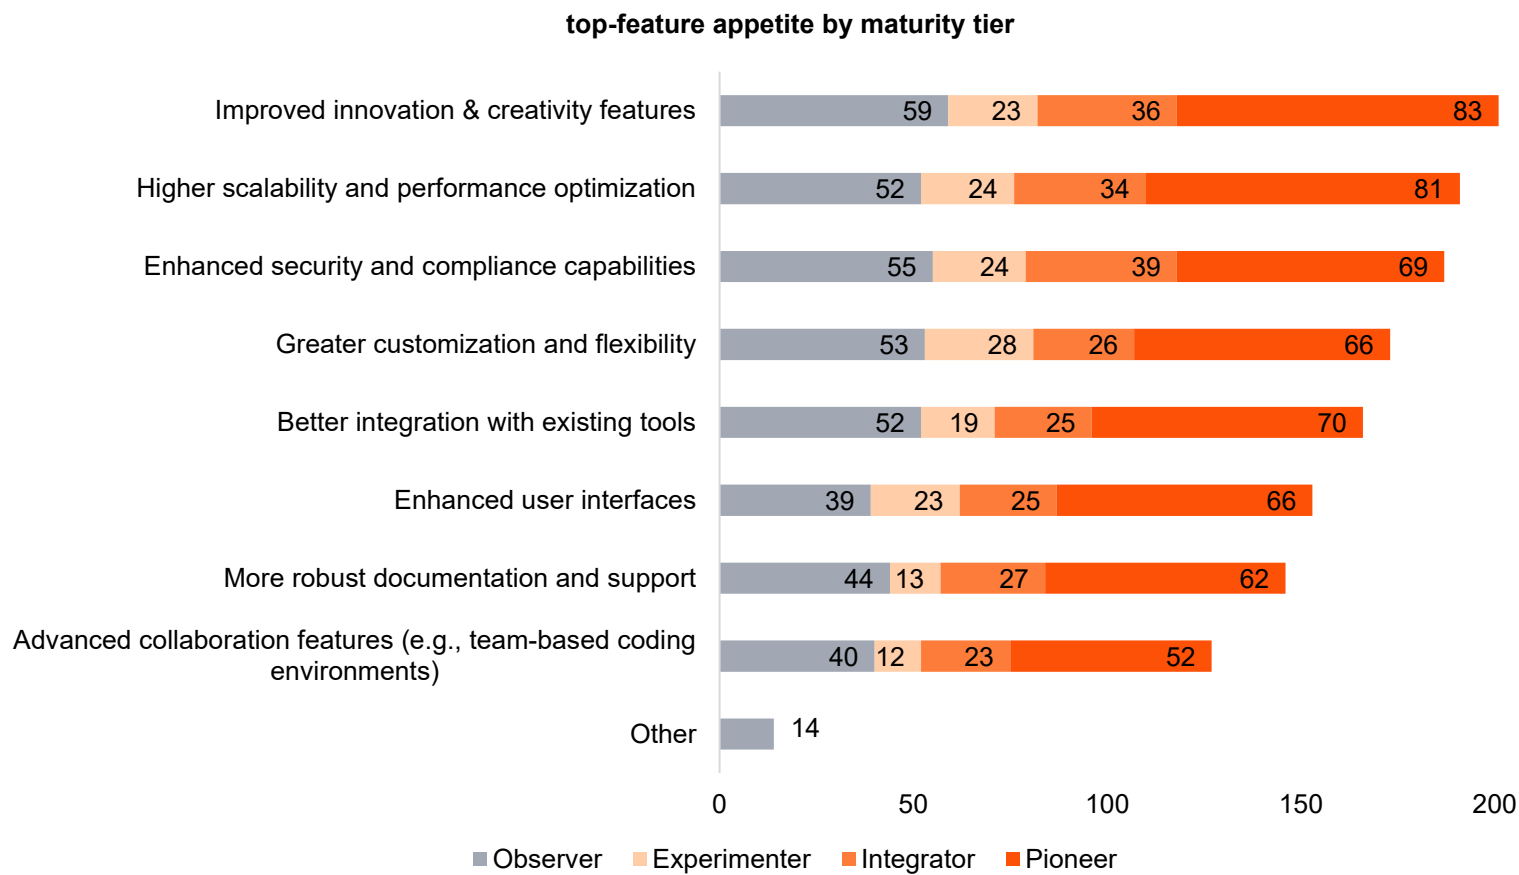 top-feature appetite by maturity tier
Improved innovation & creativity features 59 23 36 83
Higher scalability and performance optimization 52 24 34 81
Enhanced security and compliance capabilities 55 24 39 69
Greater customization and flexibility 53 28 26 66
Better integration with existing tools 52 19 25 70
Enhanced user interfaces 39 23 25 66
More robust documentation and support 44 13 27 62
Advanced collaboration features (e.g., team-based coding
environments) 40 12 23 52
Other 14
0 50 100 150 200
Observer Experimenter Integrator Pioneer